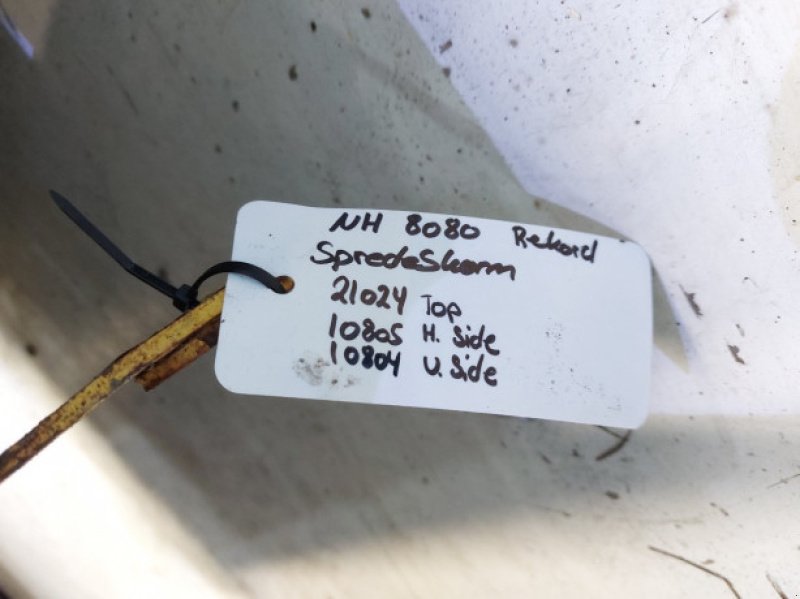 NH 8080 Rekord
SpredeSkærm
21024 Top
10805 H. Side
10804 V. Side